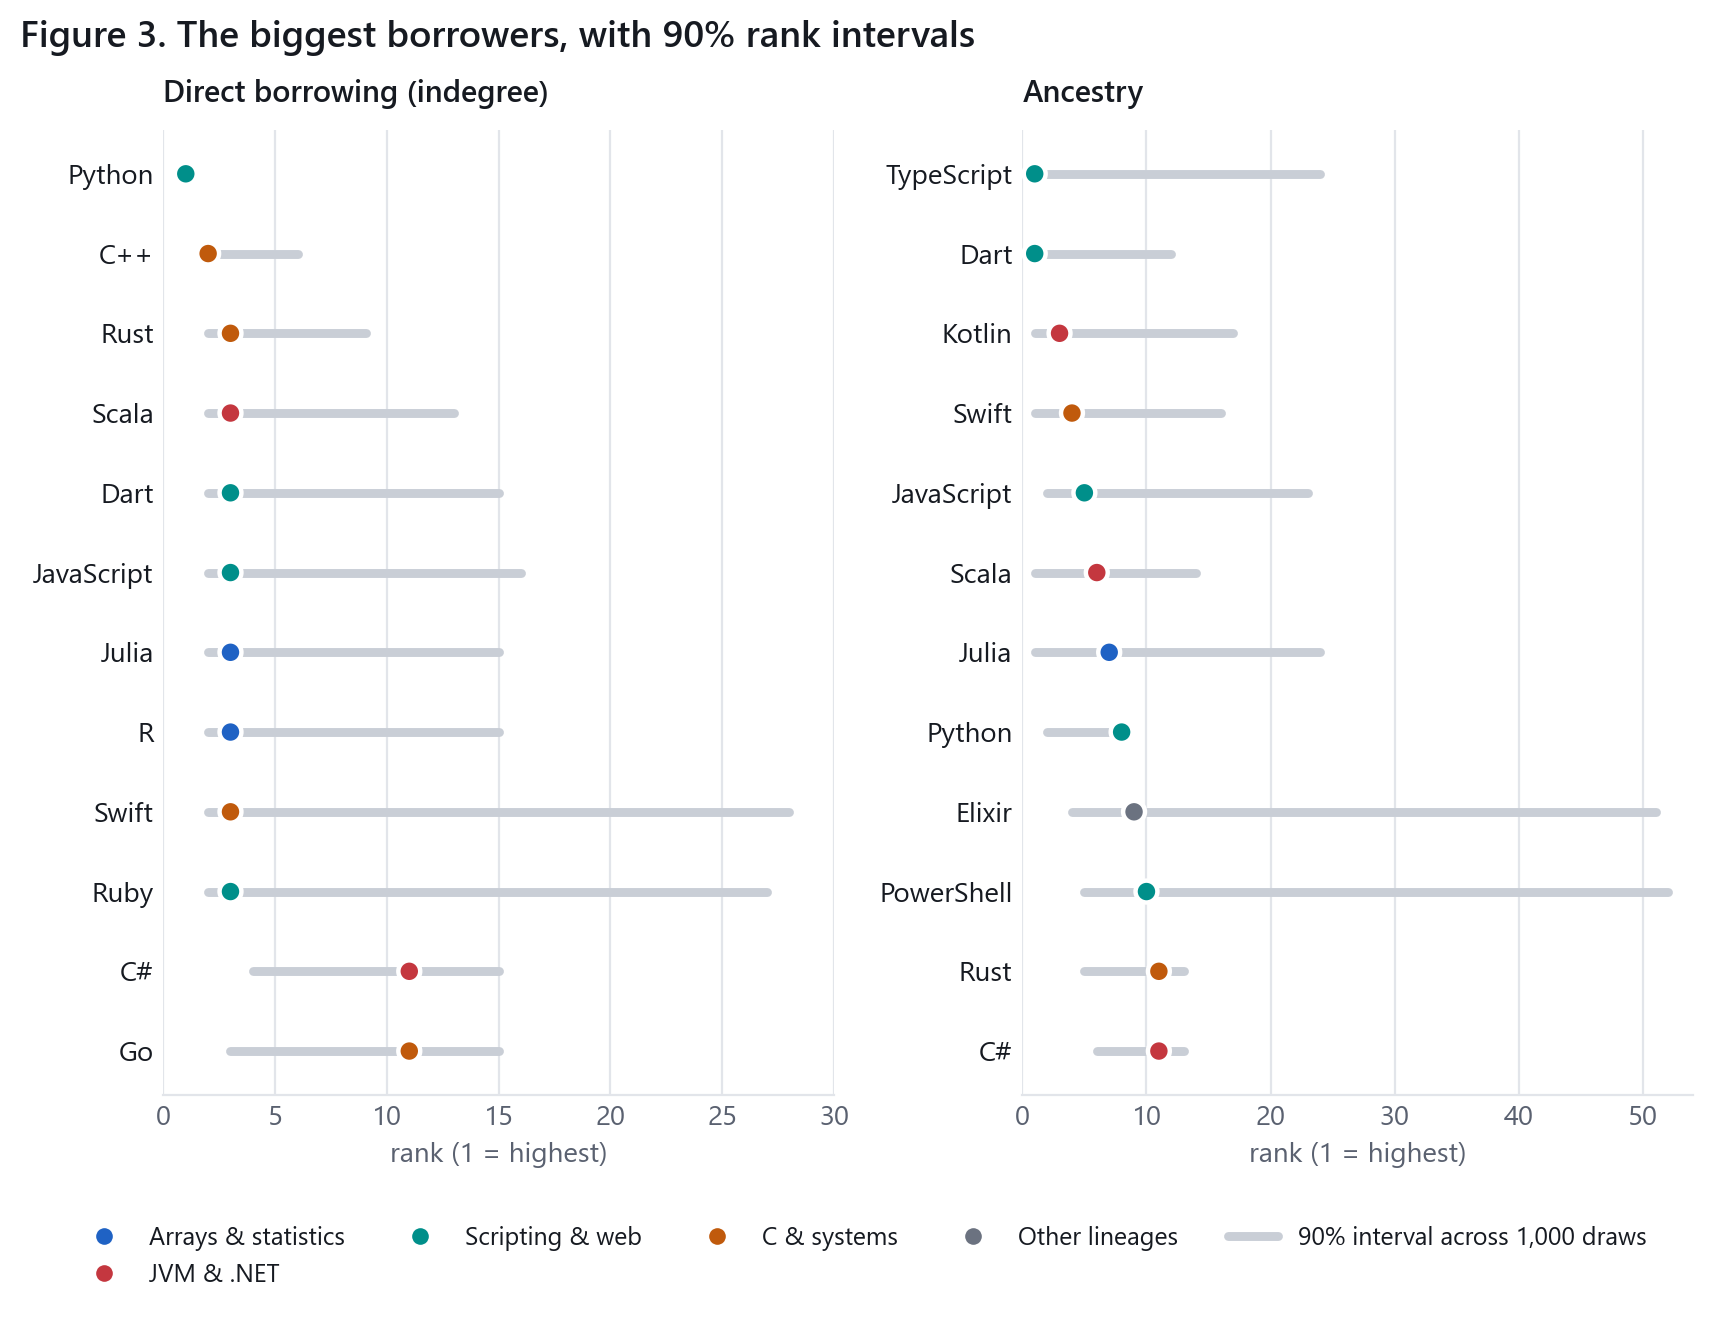 Figure 3. The biggest borrowers, with 90% rank intervals
Direct borrowing (indegree)
Python
C++
Rust
Scala
Dart
JavaScript
Julia
R
Swift
Ruby
C#
Go
0 5 10 15 20 25 30
rank (1 = highest)
Ancestry
TypeScript
Dart
Kotlin
Swift
JavaScript
Scala
Julia
Python
Elixir
PowerShell
Rust
C#
0 10 20 30 40 50
rank (1 = highest)
Arrays & statistics Scripting & web C & systems Other lineages 90% interval across 1,000 draws
JVM & .NET